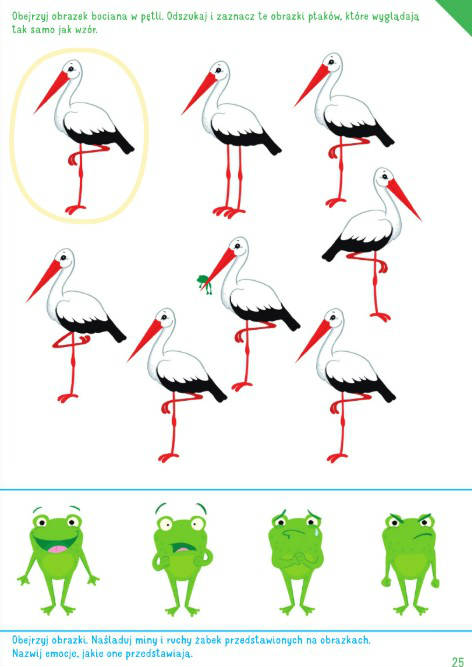 Obejrzyj obrazek bociana w pętli. Odszukaj i zaznacz te obrazki ptaków, które wyglądają
tak samo jak wzór.
Obejrzyj obrazki. Naśladuj miny i ruchy żabek przedstawionych na obrazkach.
Nazwij emocje, jakie one przedstawiają.
25